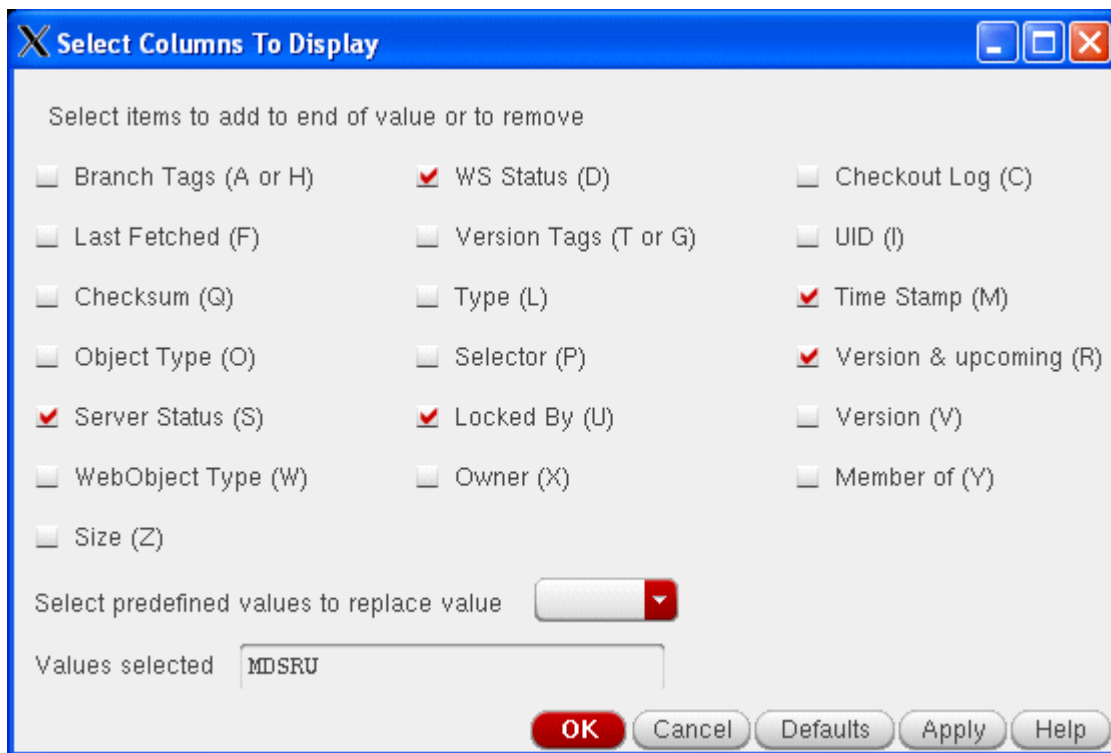 Select Columns To Display
Select items to add to end of value or to remove
Branch Tags (A or H) WS Status (D) Checkout Log (C)
Last Fetched (F) Version Tags (T or G) UID (I)
Checksum (Q) Type (L) Time Stamp (M)
Object Type (O) Selector (P) Version & upcoming (R)
Server Status (S) Locked By (U) Version (V)
WebObject Type (W) Owner (X) Member of (Y)
Size (Z)
Select predefined values to replace value
Values selected MDSRU
OK Cancel Defaults Apply Help